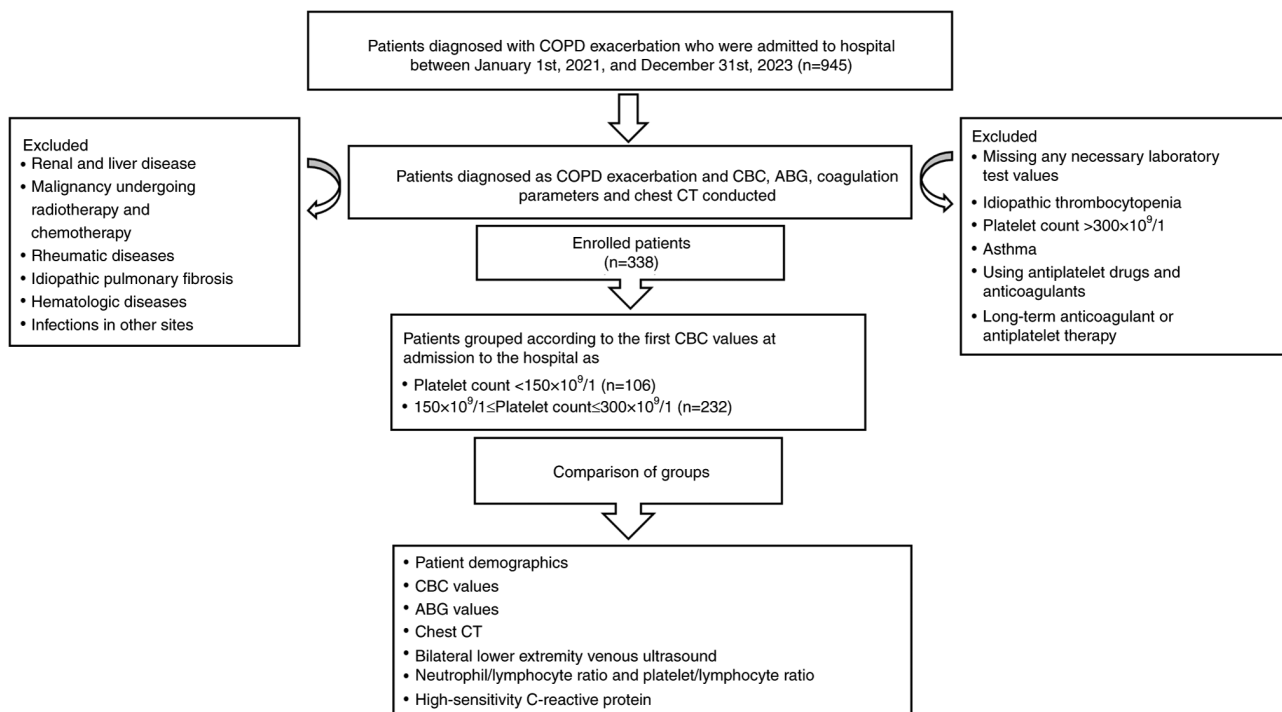 Patients diagnosed with COPD exacerbation who were admitted to hospital
between January 1st, 2021, and December 31st, 2023 (n=945)
Excluded
• Renal and liver disease
• Malignancy undergoing
radiotherapy and
chemotherapy
• Rheumatic diseases
• Idiopathic pulmonary fibrosis
• Hematologic diseases
• Infections in other sites
Patients diagnosed as COPD exacerbation and CBC, ABG, coagulation
parameters and chest CT conducted
Excluded
• Missing any necessary laboratory
test values
• Idiopathic thrombocytopenia
• Platelet count >300×10⁹/1
• Asthma
• Using antiplatelet drugs and
anticoagulants
• Long-term anticoagulant or
antiplatelet therapy
Enrolled patients
(n=338)
Patients grouped according to the first CBC values at
admission to the hospital as
• Platelet count <150×10⁹/1 (n=106)
• 150×10⁹/1≤Platelet count≤300×10⁹/1 (n=232)
Comparison of groups
• Patient demographics
• CBC values
• ABG values
• Chest CT
• Bilateral lower extremity venous ultrasound
• Neutrophil/lymphocyte ratio and platelet/lymphocyte ratio
• High-sensitivity C-reactive protein